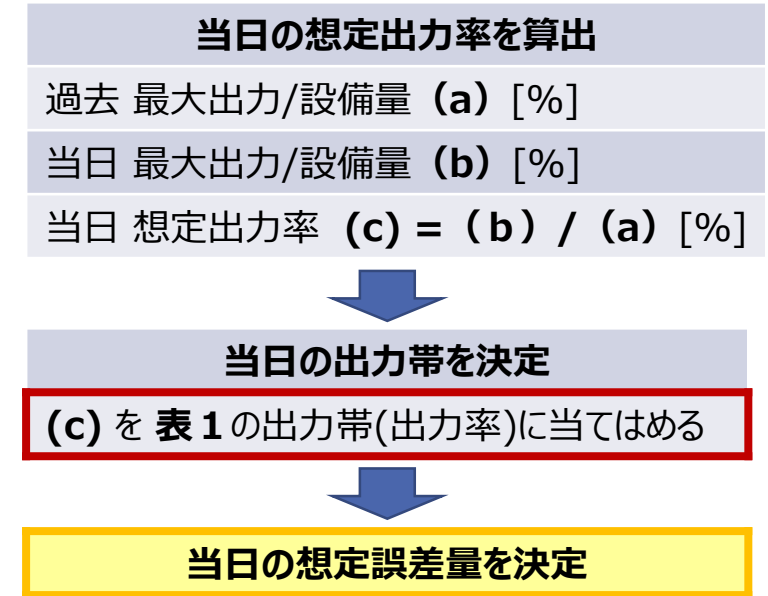 当日の想定出力率を算出
過去 最大出力/設備量（a）[%]
当日 最大出力/設備量（b）[%]
当日 想定出力率 (c) =（ｂ）/（a）[%]
当日の出力帯を決定
(c) を 表１の出力帯(出力率)に当てはめる
当日の想定誤差量を決定